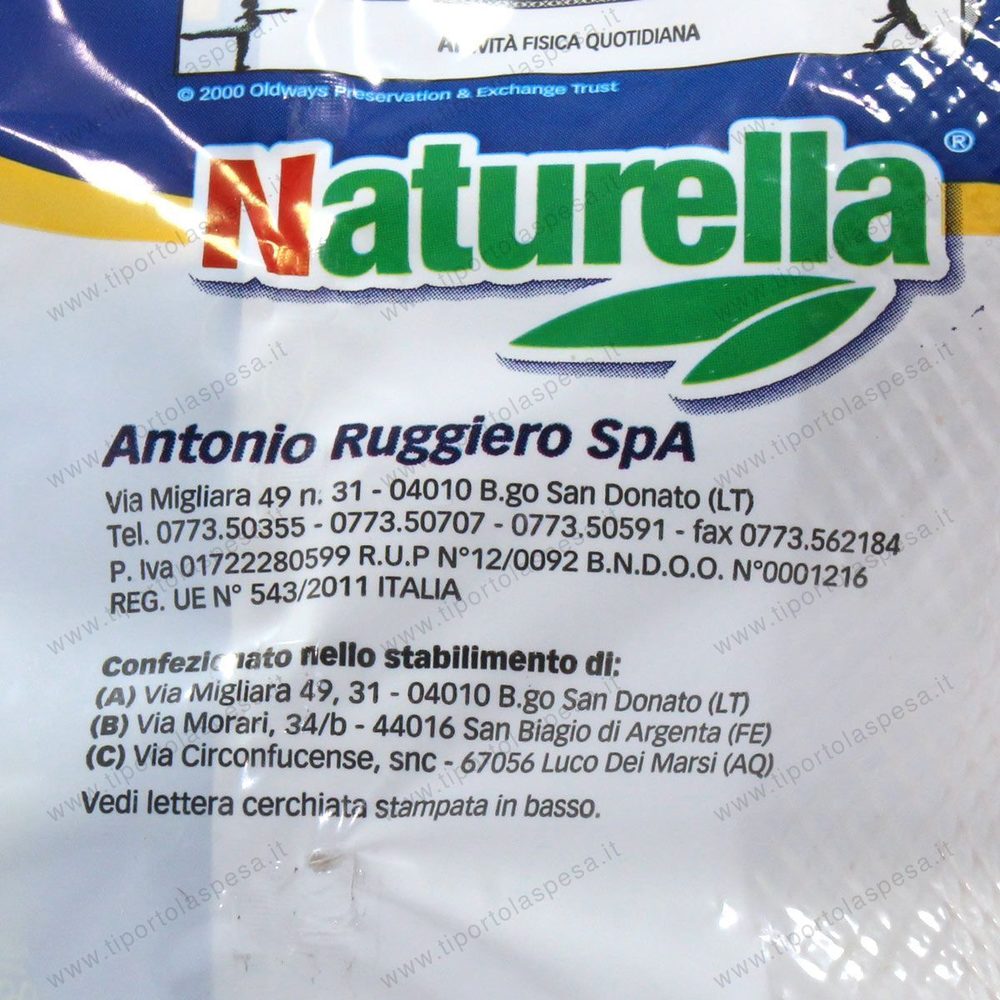 ATTIVITÀ FISICA QUOTIDIANA
© 2000 Oldways Preservation & Exchange Trust
Naturella®
Antonio Ruggiero SpA
Via Migliara 49 n. 31 - 04010 B.go San Donato (LT)
Tel. 0773.50355 - 0773.50707 - 0773.50591 - fax 0773.562184
P. Iva 01722280599 R.U.P N°12/0092 B.N.D.O.O. N°0001216
REG. UE N° 543/2011 ITALIA
Confezionato nello stabilimento di:
(A) Via Migliara 49, 31 - 04010 B.go San Donato (LT)
(B) Via Morari, 34/b - 44016 San Biagio di Argenta (FE)
(C) Via Circonfucense, snc - 67056 Luco Dei Marsi (AQ)
Vedi lettera cerchiata stampata in basso.
www.tiportolaspesa.it